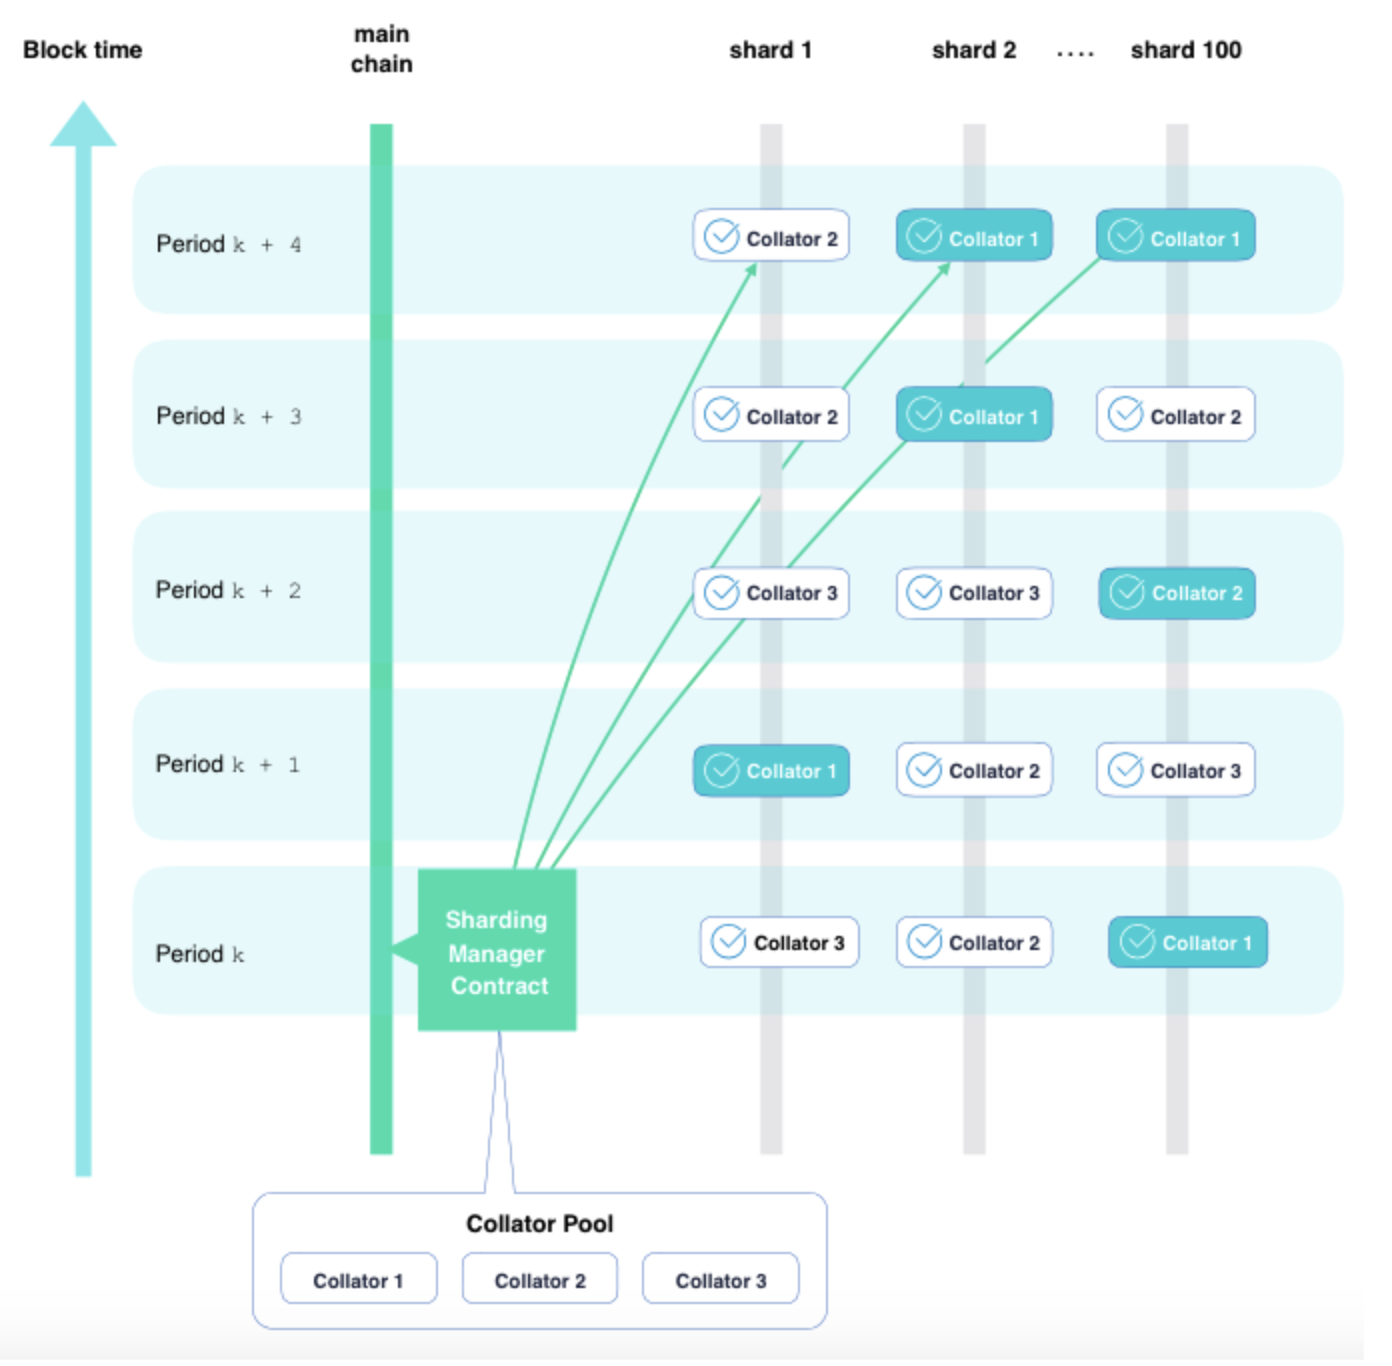 Block time
main
chain
shard 1
shard 2
....
shard 100
Period k + 4
Collator 2
Collator 1
Collator 1
Period k + 3
Collator 2
Collator 1
Collator 2
Period k + 2
Collator 3
Collator 3
Collator 2
Period k + 1
Collator 1
Collator 2
Collator 3
Period k
Sharding
Manager
Contract
Collator 3
Collator 2
Collator 1
Collator Pool
Collator 1
Collator 2
Collator 3